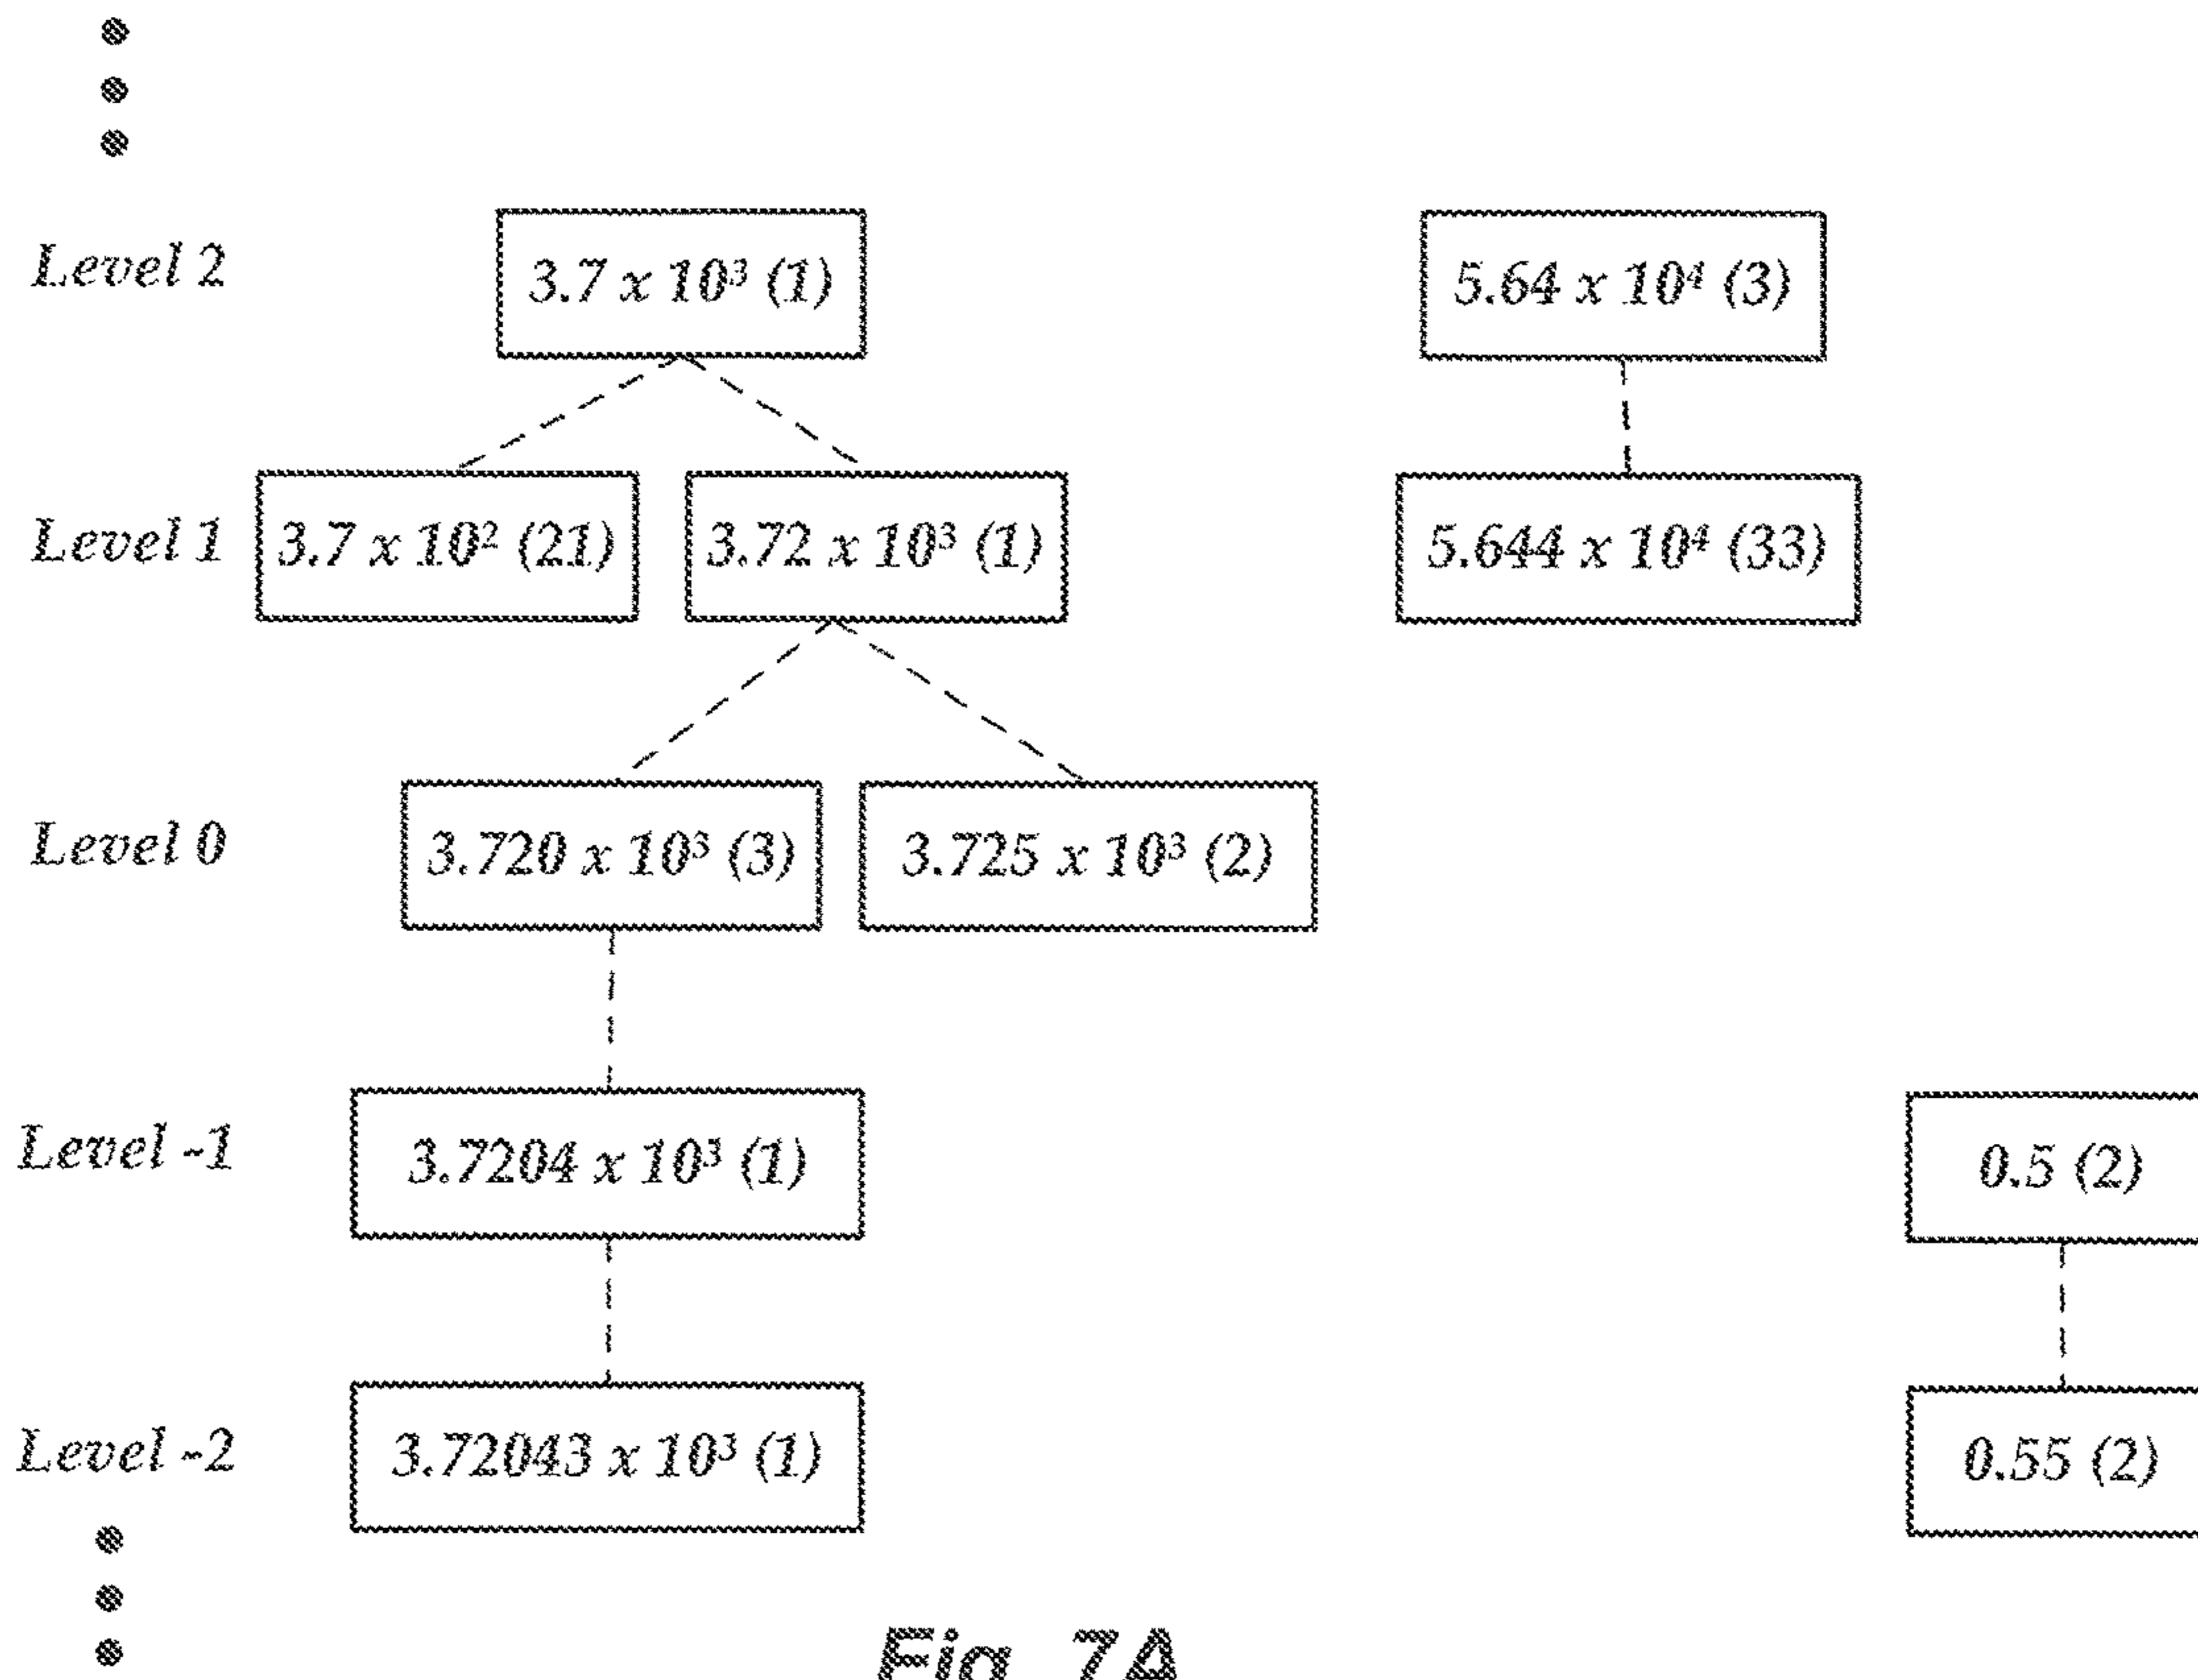 Level 2
3.7 x 10³ (1)
5.64 x 10⁴ (3)
Level 1
3.7 x 10² (21)
3.72 x 10³ (1)
5.644 x 10⁴ (33)
Level 0
3.720 x 10³ (3)
3.725 x 10³ (2)
Level -1
3.7204 x 10³ (1)
0.5 (2)
Level -2
3.72043 x 10³ (1)
0.55 (2)
Fig. 7A